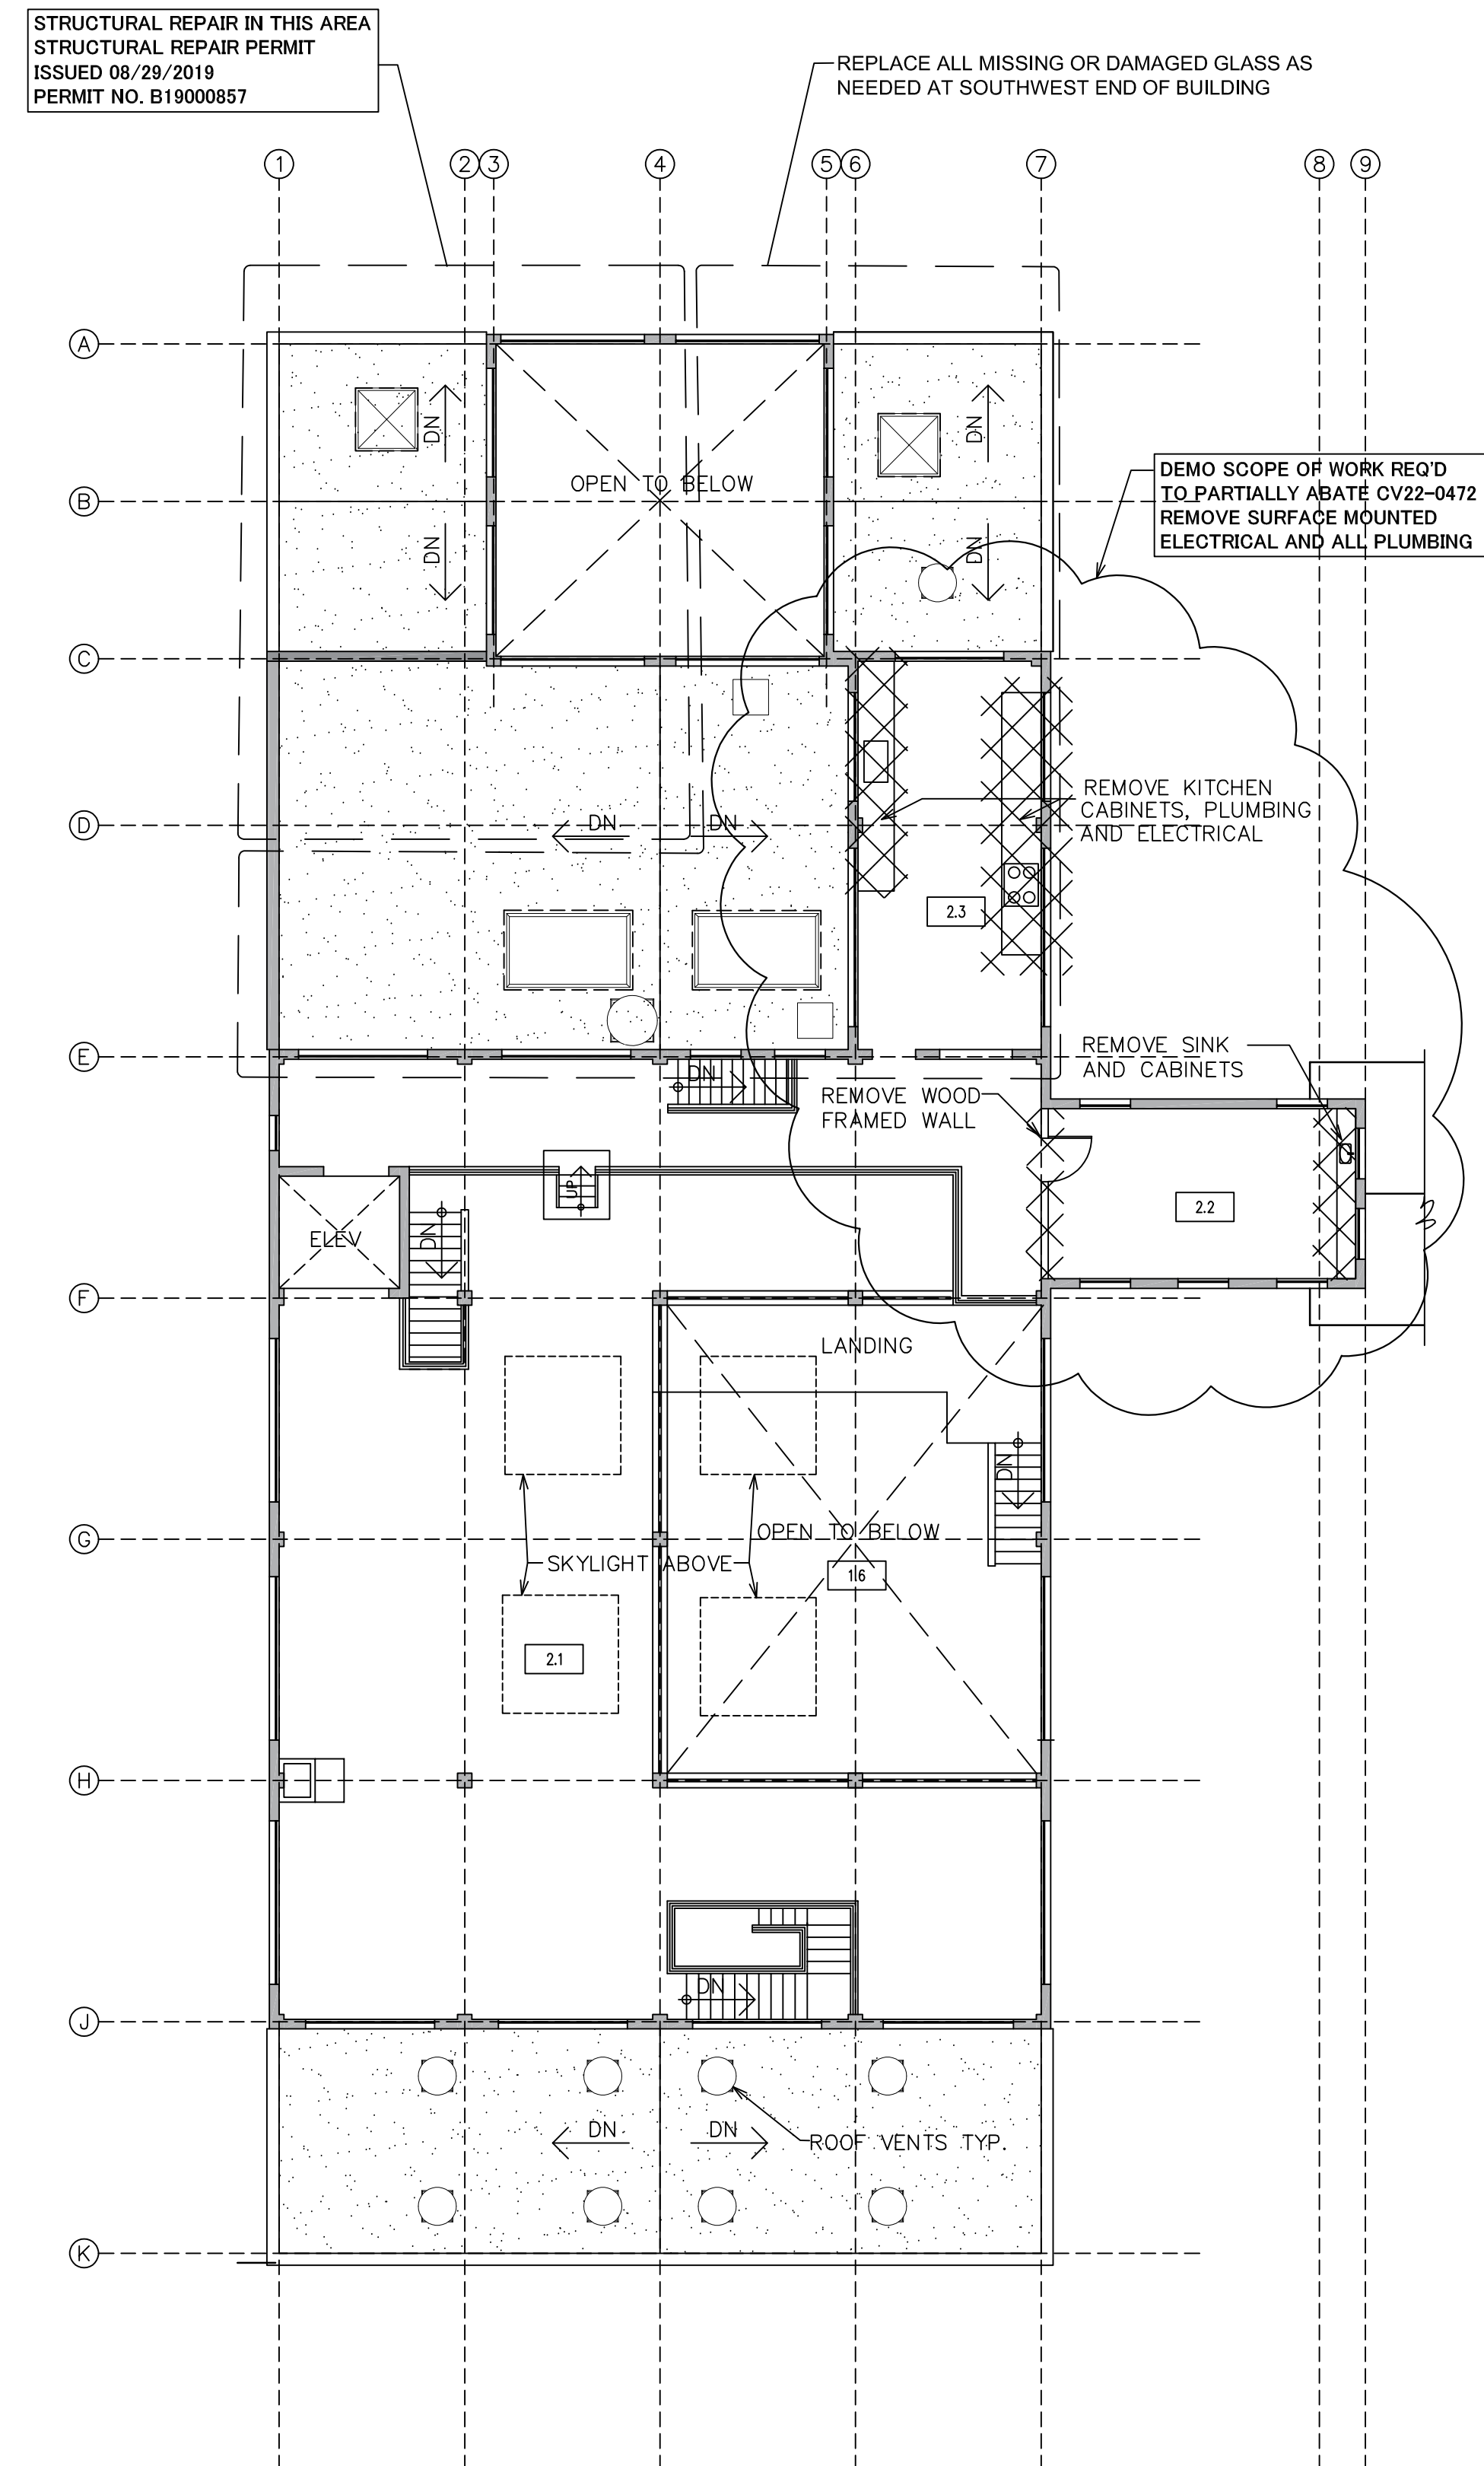 STRUCTURAL REPAIR IN THIS AREA
STRUCTURAL REPAIR PERMIT
ISSUED 08/29/2019
PERMIT NO. B19000857
REPLACE ALL MISSING OR DAMAGED GLASS AS
NEEDED AT SOUTHWEST END OF BUILDING
1
2
3
4
5
6
7
8
9
A
DN
DN
DEMO SCOPE OF WORK REQ'D
TO PARTIALLY ABATE CV22-0472
REMOVE SURFACE MOUNTED
ELECTRICAL AND ALL PLUMBING
OPEN TO BELOW
B
DN
DN
C
REMOVE KITCHEN
CABINETS, PLUMBING
AND ELECTRICAL
D
DN
DN
2.3
E
REMOVE SINK
AND CABINETS
DN
REMOVE WOOD
FRAMED WALL
UP
2.2
ELEV
DN
F
LANDING
DN
G
OPEN TO BELOW
SKYLIGHT ABOVE
1.6
2.1
H
DN
J
DN
DN
ROOF VENTS TYP.
K